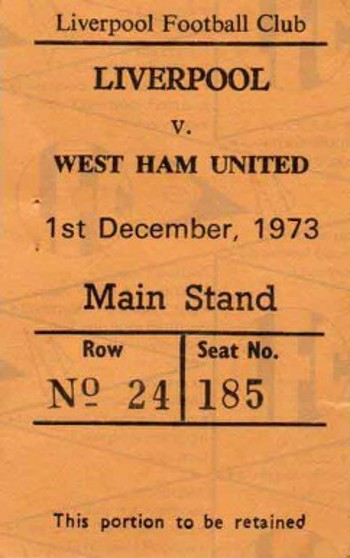 Liverpool Football Club
LIVERPOOL
v.
WEST HAM UNITED
1st December, 1973
Main Stand
Row Seat No.
Nº 24 185
This portion to be retained